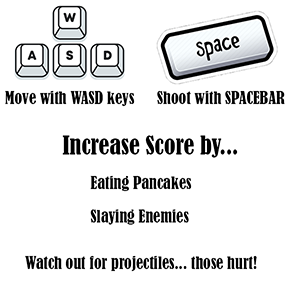 W
A S D
space
Move with WASD keys
Shoot with SPACEBAR
Increase Score by...
Eating Pancakes
Slaying Enemies
Watch out for projectiles... those hurt!